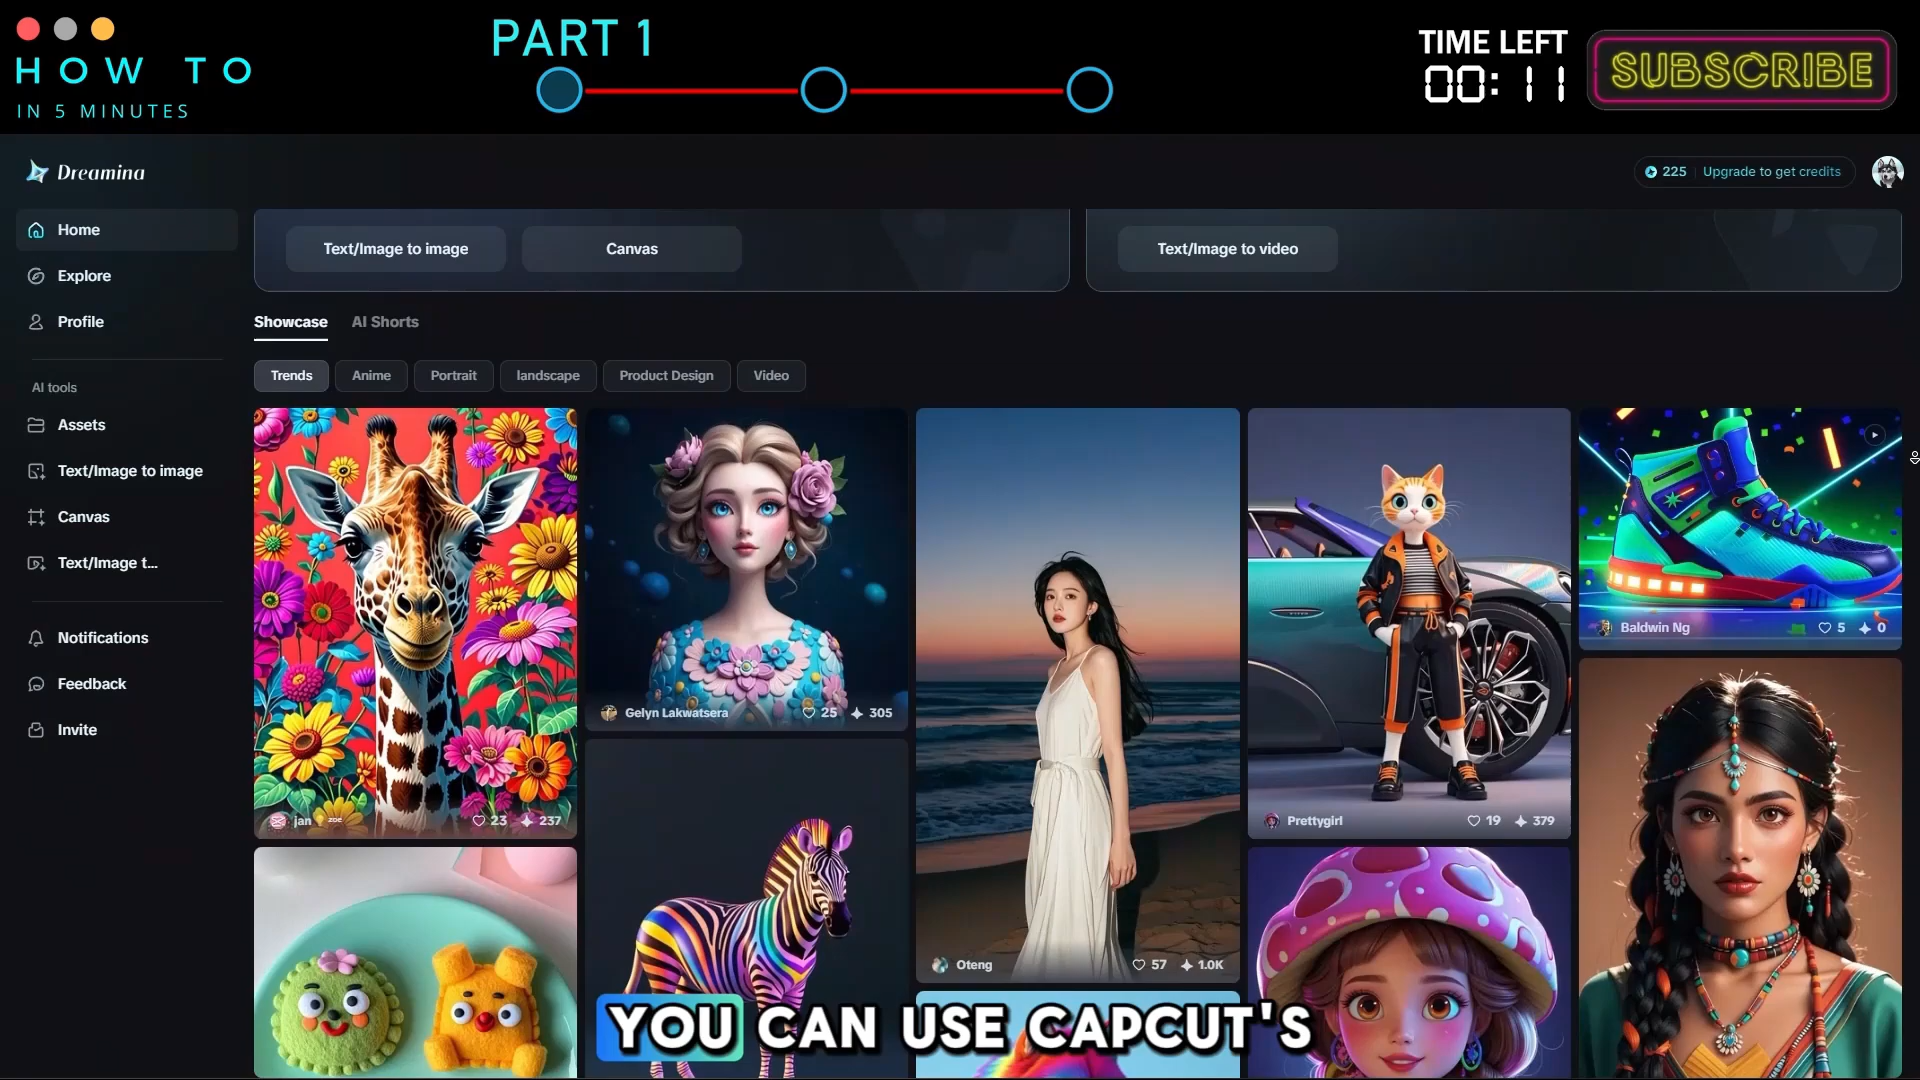 HOW TO
IN 5 MINUTES
PART 1
TIME LEFT
00:11
SUBSCRIBE
Dreamina
225 | Upgrade to get credits
Home
Explore
Profile
AI tools
Assets
Text/Image to image
Canvas
Text/Image t...
Notifications
Feedback
Invite
Text/Image to image
Canvas
Text/Image to video
Showcase
AI Shorts
Trends
Anime
Portrait
landscape
Product Design
Video
jan
zoe
23
237
Gelyn Lakwatsera
25
305
Oteng
57
1.0K
Prettygirl
19
379
Baldwin Ng
5
0
YOU CAN USE CAPCUT'S